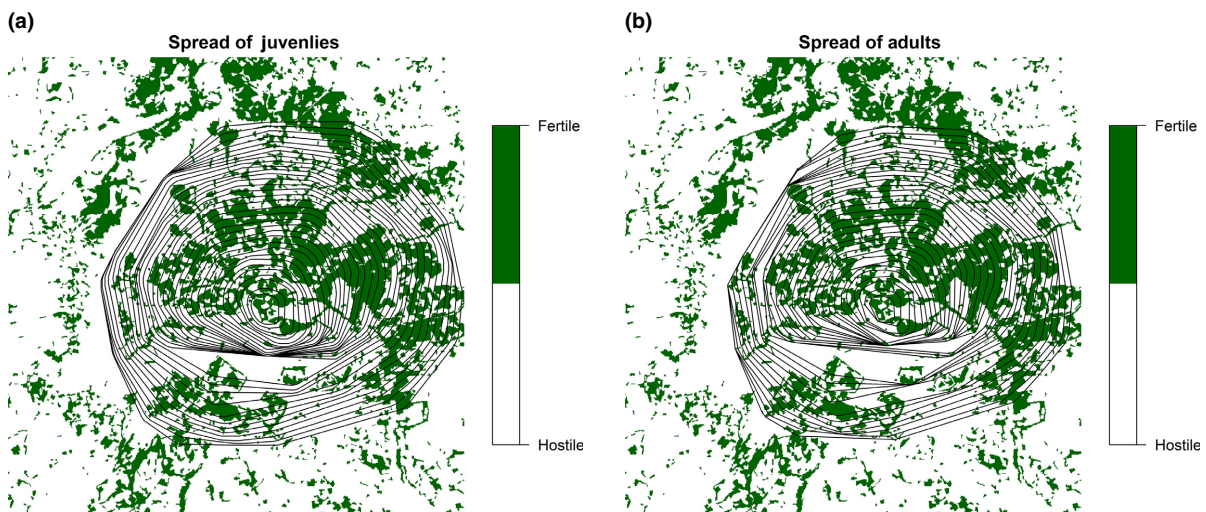 (a)
Spread of juvenlies
Fertile
Hostile
(b)
Spread of adults
Fertile
Hostile